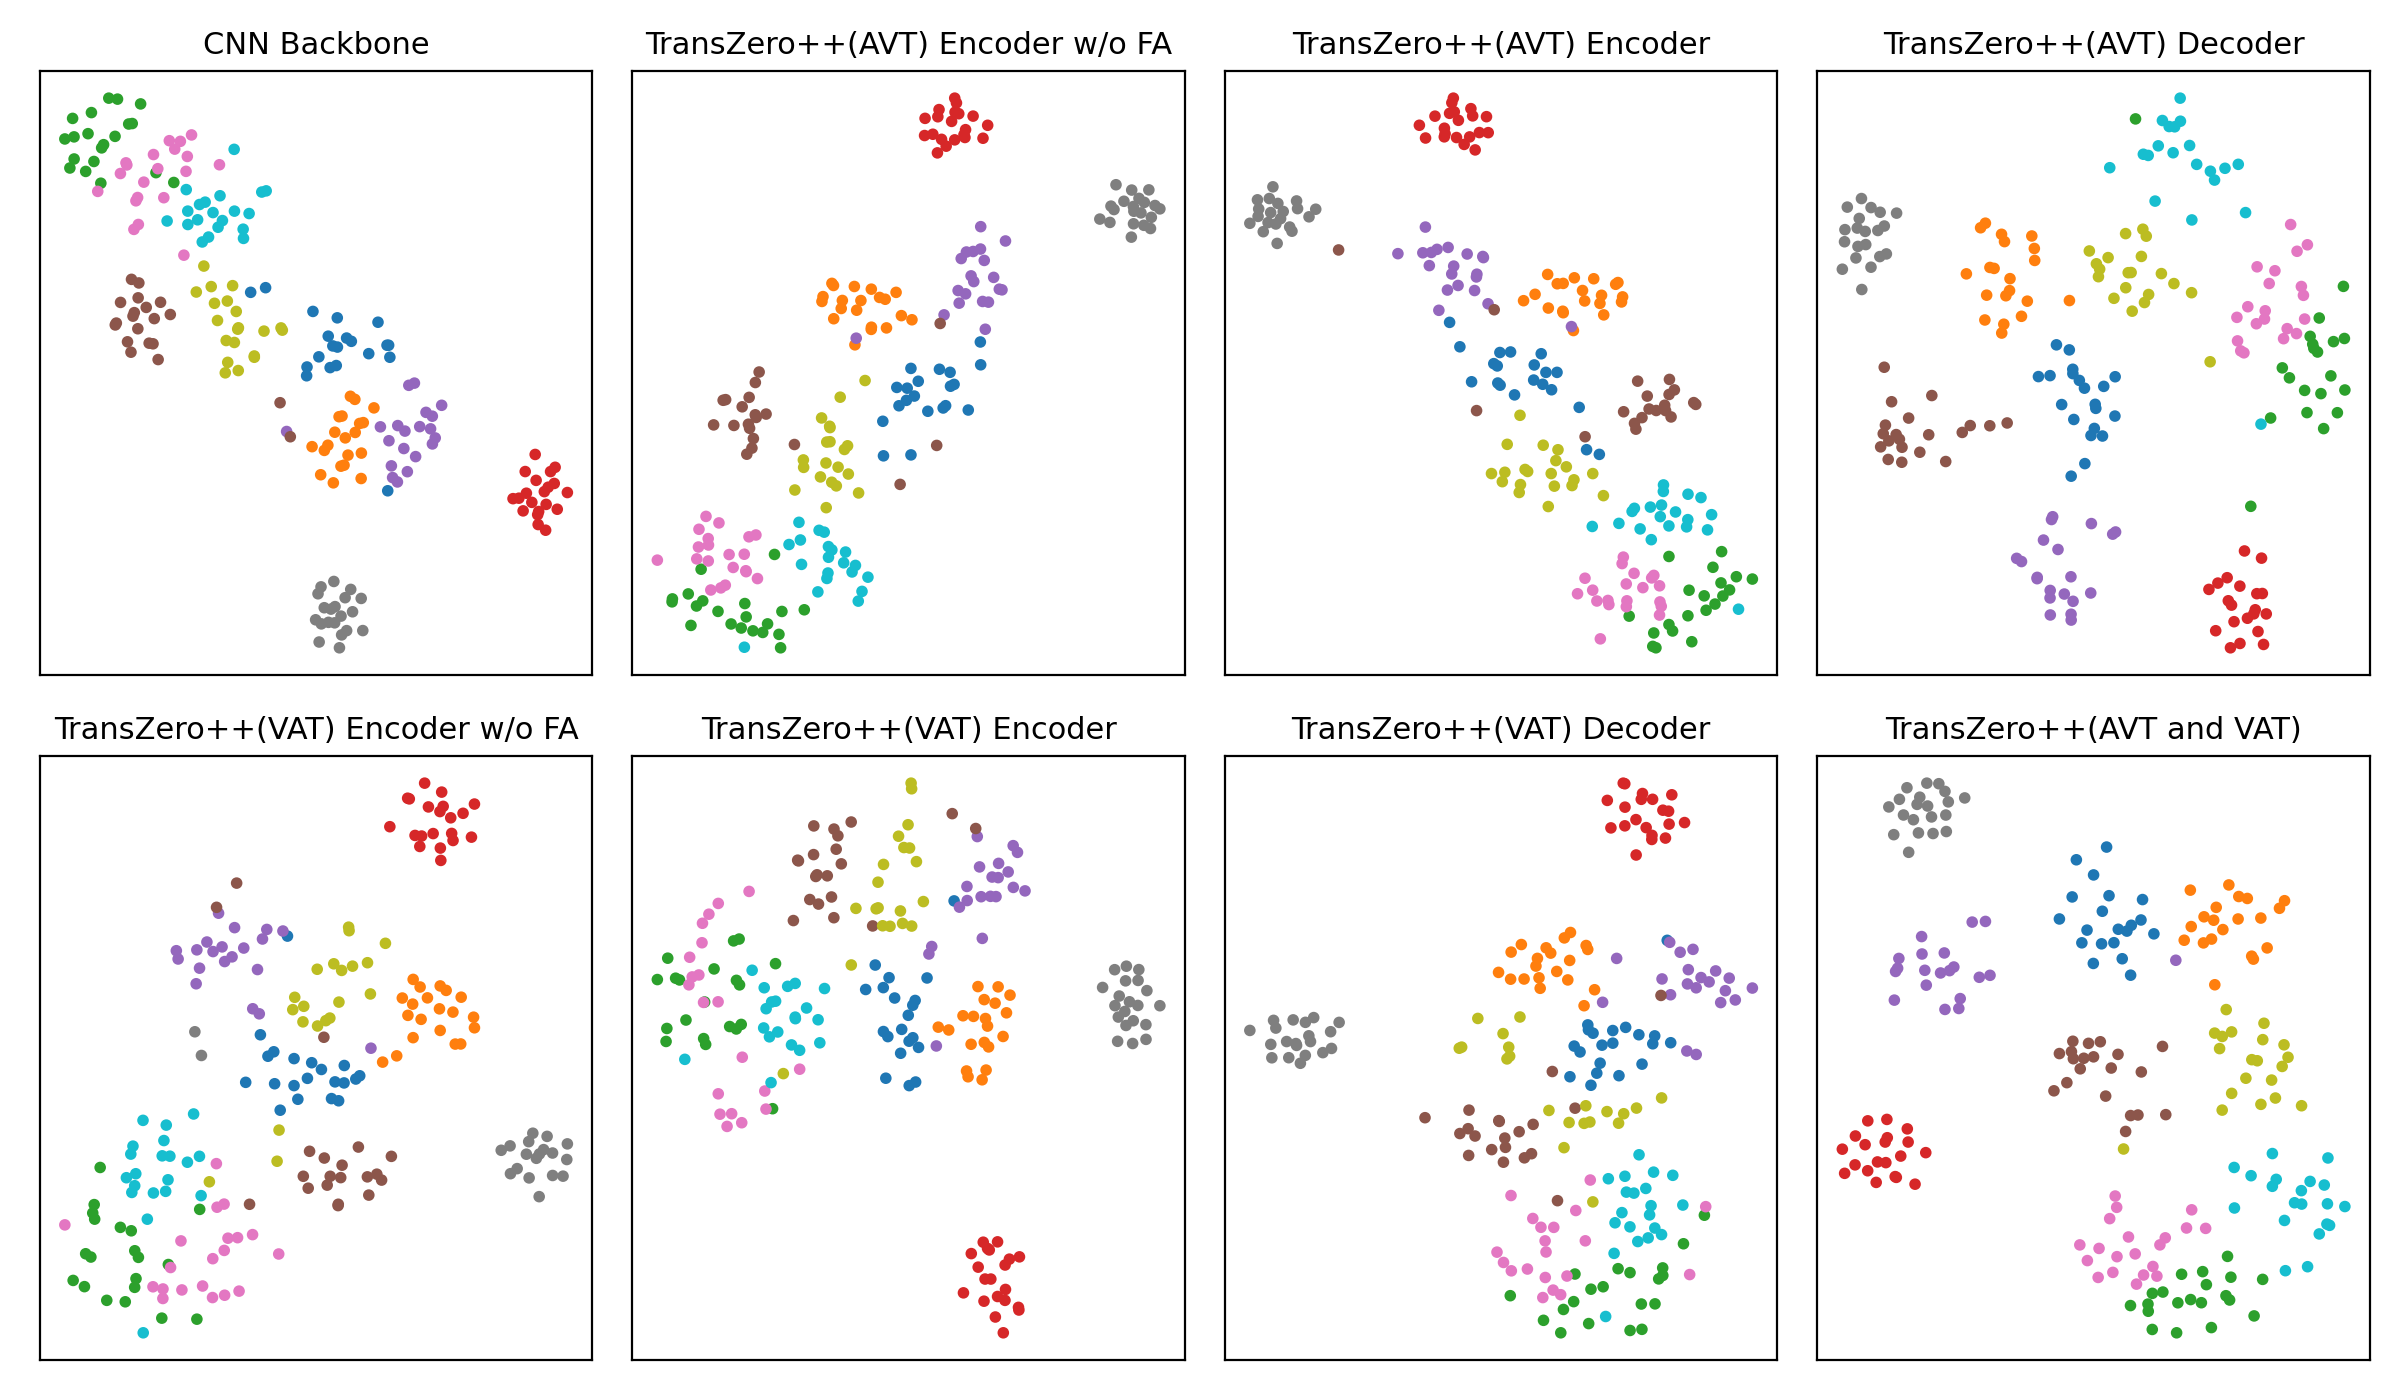 CNN Backbone
TransZero++(AVT) Encoder w/o FA
TransZero++(AVT) Encoder
TransZero++(AVT) Decoder
TransZero++(VAT) Encoder w/o FA
TransZero++(VAT) Encoder
TransZero++(VAT) Decoder
TransZero++(AVT and VAT)